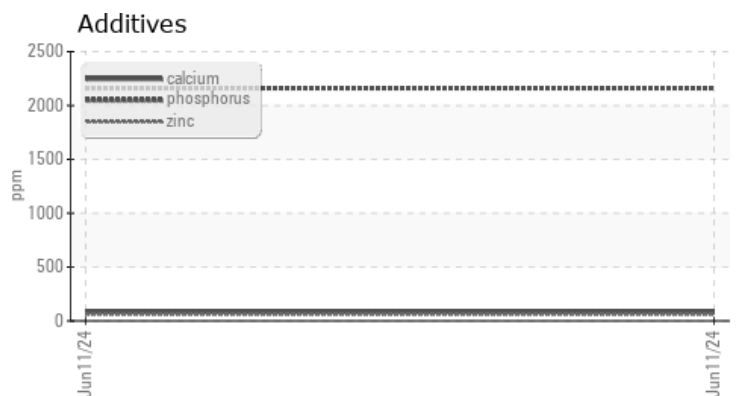 Additives
2500
2000
1500
1000
500
0
ppm
calcium
phosphorus
zinc
Jun11/24
Jun11/24